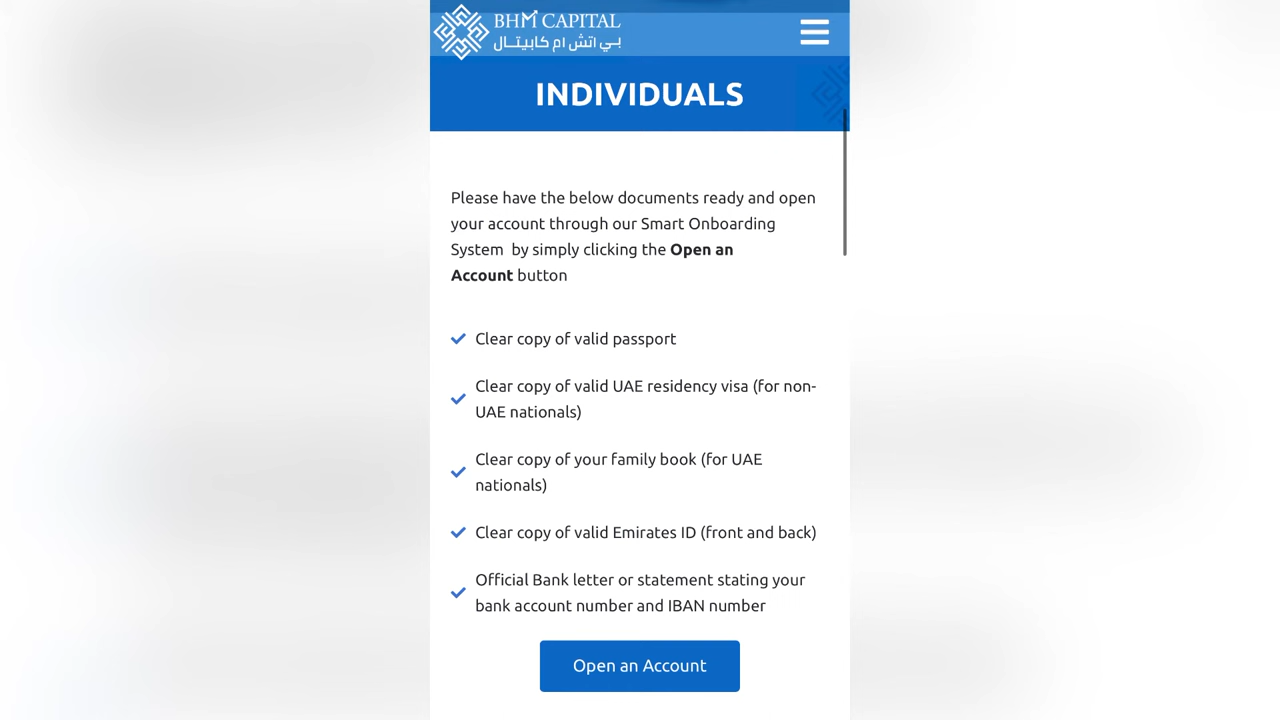 BHM CAPITAL
بي اتش ام كابيتال
INDIVIDUALS
Please have the below documents ready and open
your account through our Smart Onboarding
System by simply clicking the Open an
Account button
Clear copy of valid passport
Clear copy of valid UAE residency visa (for non-
UAE nationals)
Clear copy of your family book (for UAE
nationals)
Clear copy of valid Emirates ID (front and back)
Official Bank letter or statement stating your
bank account number and IBAN number
Open an Account